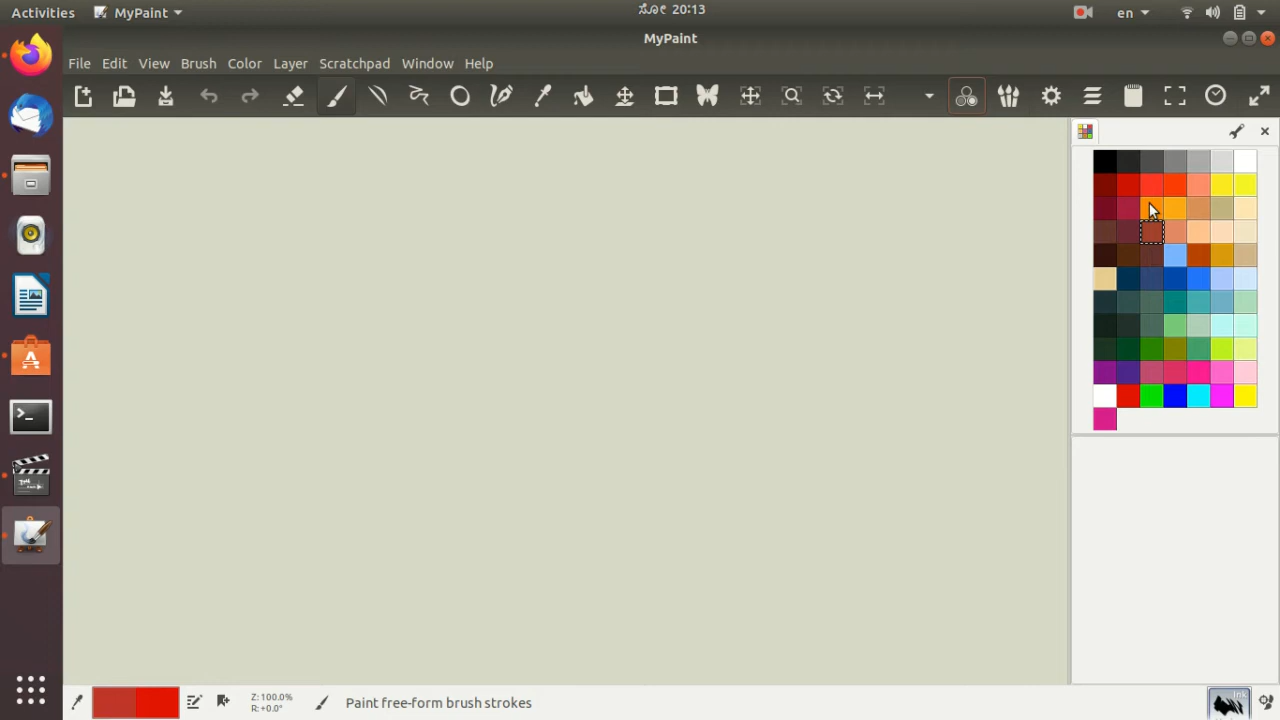 Activities MyPaint ಸೋಂ 20:13 en
MyPaint
File Edit View Brush Color Layer Scratchpad Window Help
Z: 100.0%
R: +0.0°
Paint free-form brush strokes
Ink